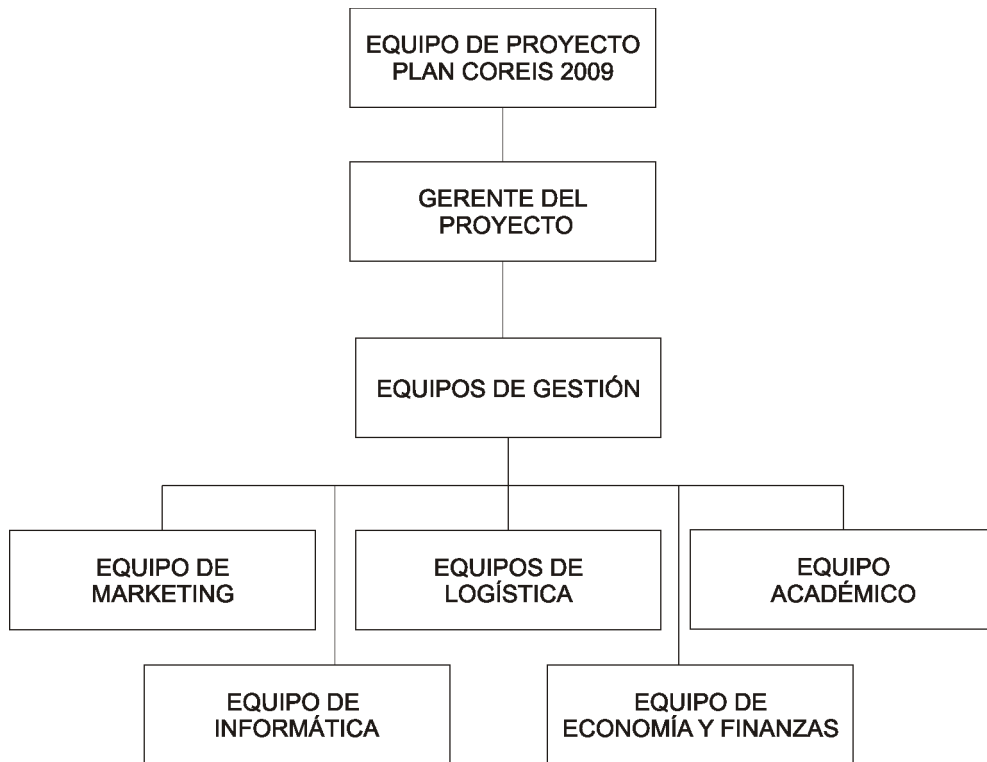 EQUIPO DE PROYECTO
PLAN COREIS 2009
GERENTE DEL
PROYECTO
EQUIPOS DE GESTIÓN
EQUIPO DE
MARKETING
EQUIPOS DE
LOGÍSTICA
EQUIPO
ACADÉMICO
EQUIPO DE
INFORMÁTICA
EQUIPO DE
ECONOMÍA Y FINANZAS